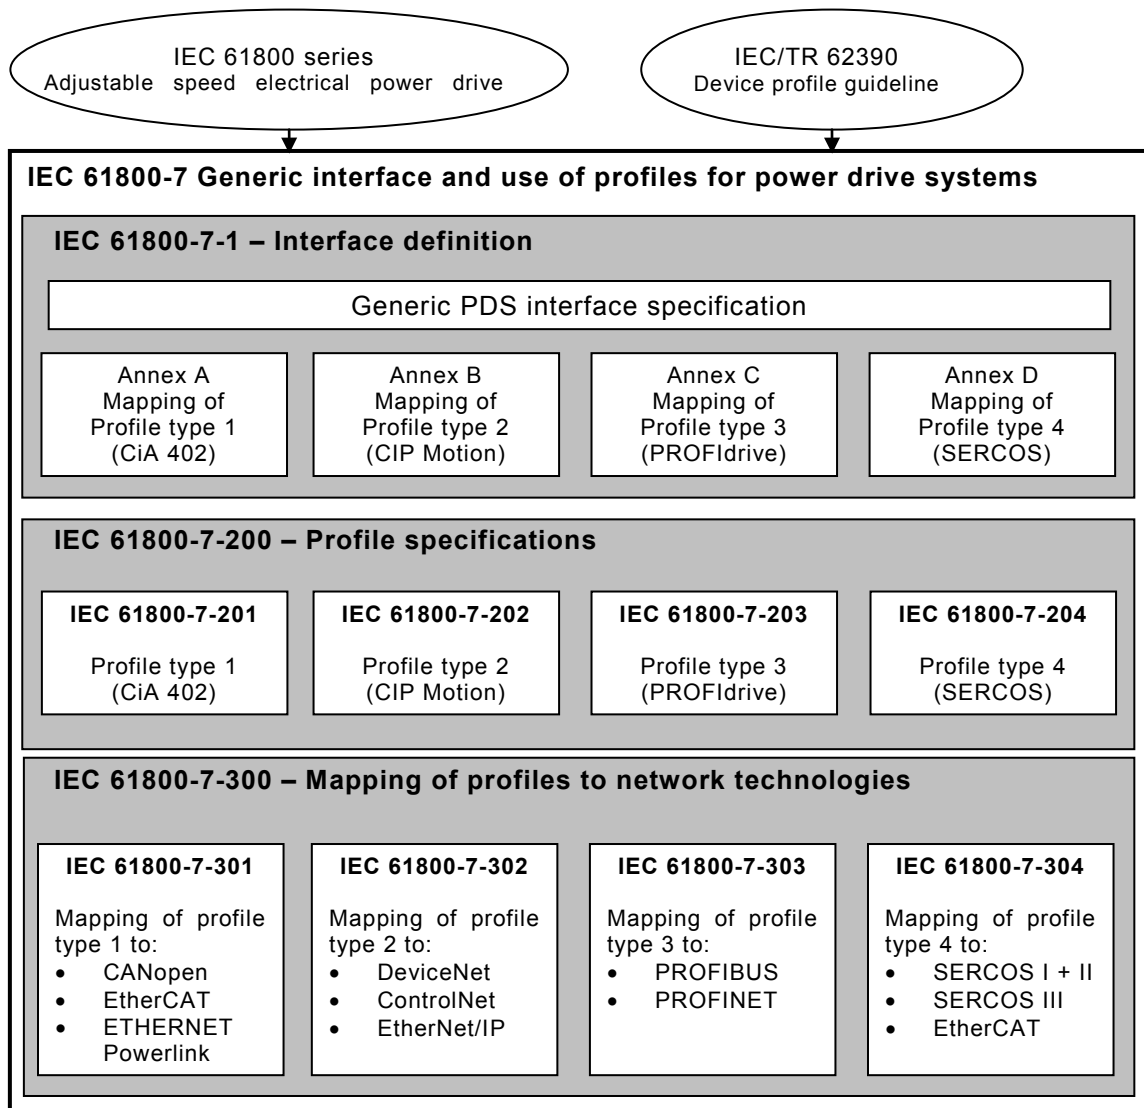 IEC 61800 series
Adjustable speed electrical power drive
IEC/TR 62390
Device profile guideline
IEC 61800-7 Generic interface and use of profiles for power drive systems
IEC 61800-7-1 – Interface definition
Generic PDS interface specification
Annex A
Mapping of
Profile type 1
(CiA 402)
Annex B
Mapping of
Profile type 2
(CIP Motion)
Annex C
Mapping of
Profile type 3
(PROFIdrive)
Annex D
Mapping of
Profile type 4
(SERCOS)
IEC 61800-7-200 – Profile specifications
IEC 61800-7-201
Profile type 1
(CiA 402)
IEC 61800-7-202
Profile type 2
(CIP Motion)
IEC 61800-7-203
Profile type 3
(PROFIdrive)
IEC 61800-7-204
Profile type 4
(SERCOS)
IEC 61800-7-300 – Mapping of profiles to network technologies
IEC 61800-7-301
Mapping of profile
type 1 to:
• CANopen
• EtherCAT
• ETHERNET
Powerlink
IEC 61800-7-302
Mapping of profile
type 2 to:
• DeviceNet
• ControlNet
• EtherNet/IP
IEC 61800-7-303
Mapping of profile
type 3 to:
• PROFIBUS
• PROFINET
IEC 61800-7-304
Mapping of profile
type 4 to:
• SERCOS I + II
• SERCOS III
• EtherCAT